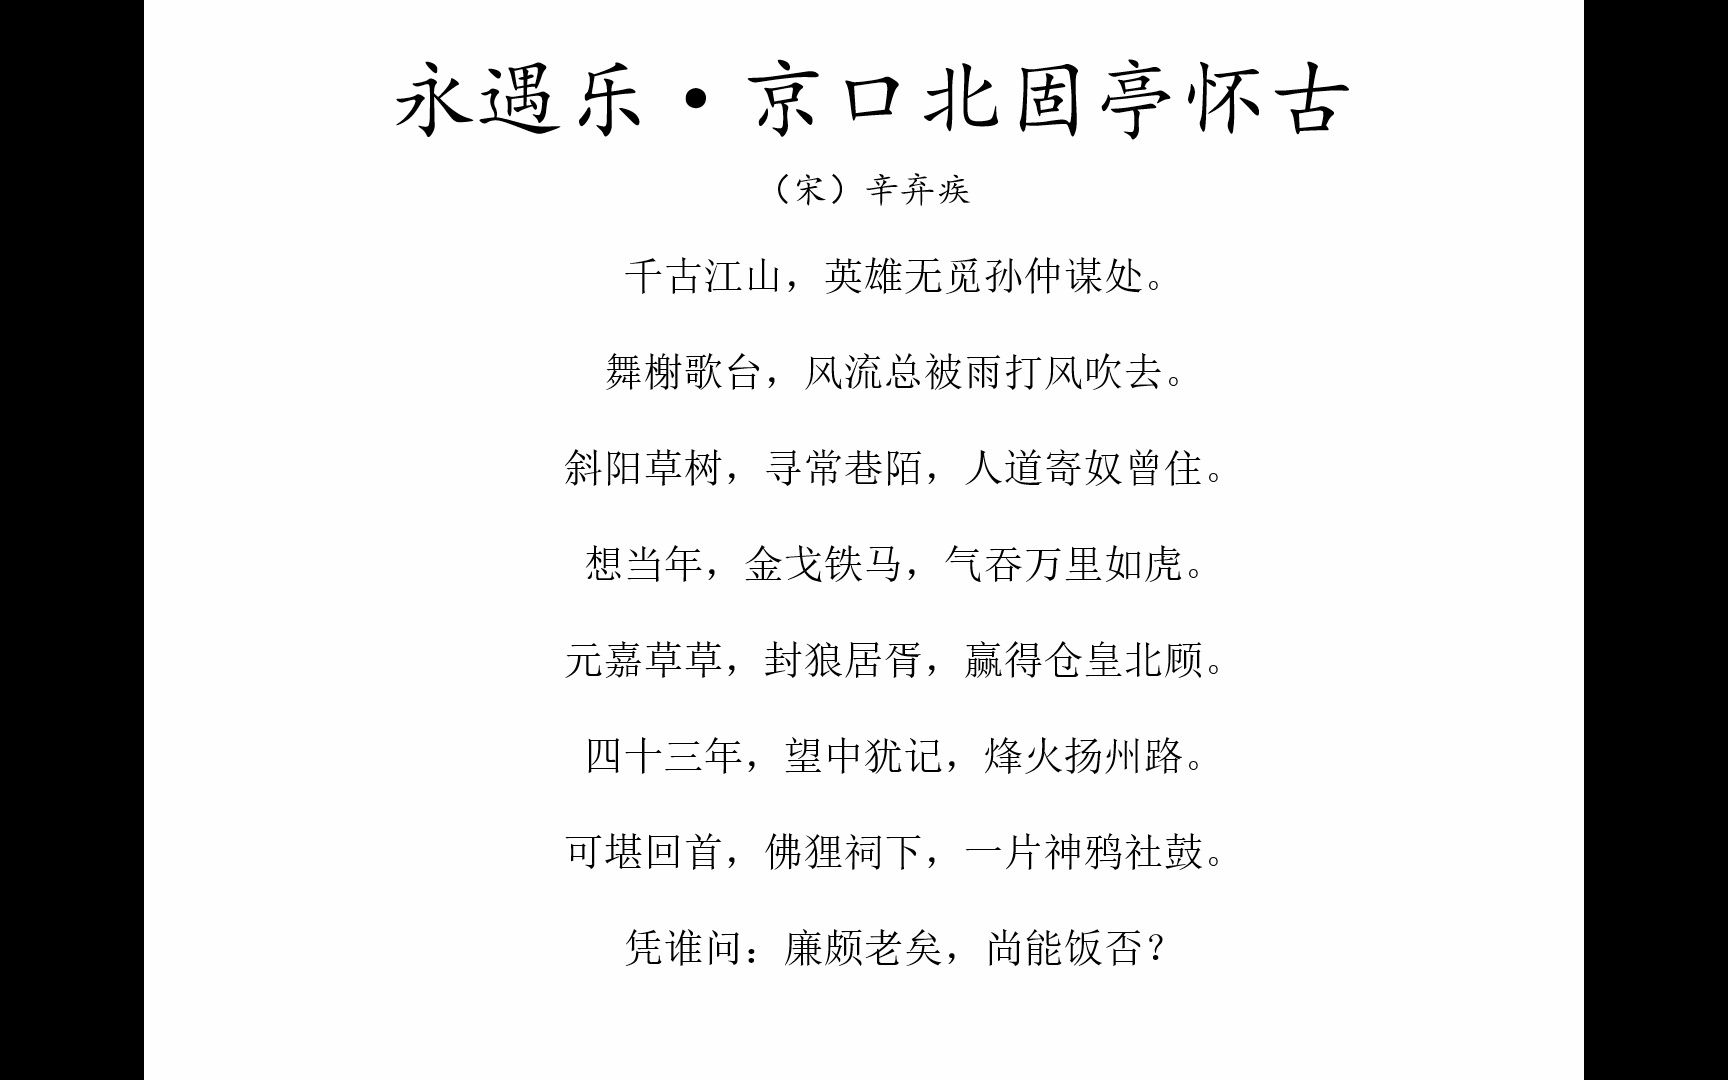 永遇乐·京口北固亭怀古
（宋）辛弃疾
千古江山，英雄无觅孙仲谋处。
舞榭歌台，风流总被雨打风吹去。
斜阳草树，寻常巷陌，人道寄奴曾住。
想当年，金戈铁马，气吞万里如虎。
元嘉草草，封狼居胥，赢得仓皇北顾。
四十三年，望中犹记，烽火扬州路。
可堪回首，佛狸祠下，一片神鸦社鼓。
凭谁问：廉颇老矣，尚能饭否？